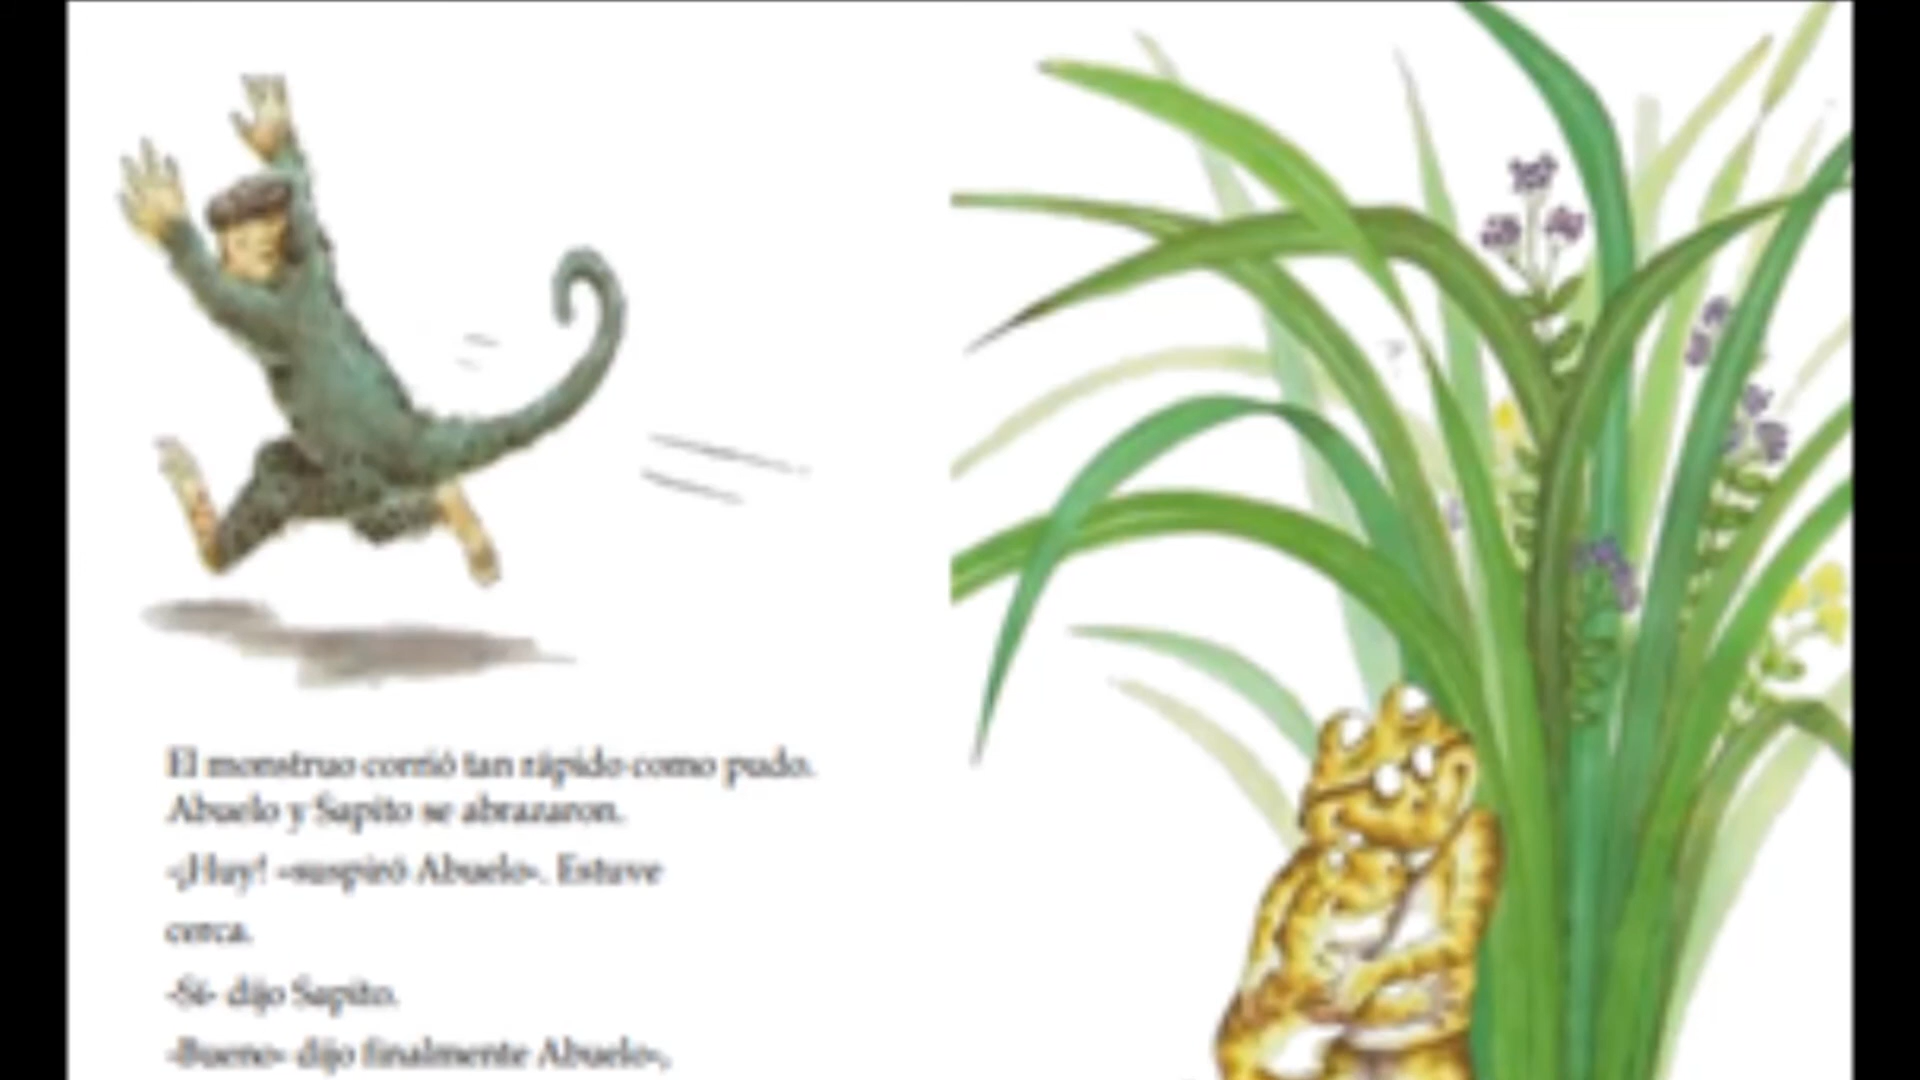 El monstruo corrió tan rápido como pudo.
Abuelo y Sapito se abrazaron.
-¡Huy! -suspiró Abuelo-. Estuve
cerca.
-Sí- dijo Sapito.
-Bueno- dijo finalmente Abuelo-,